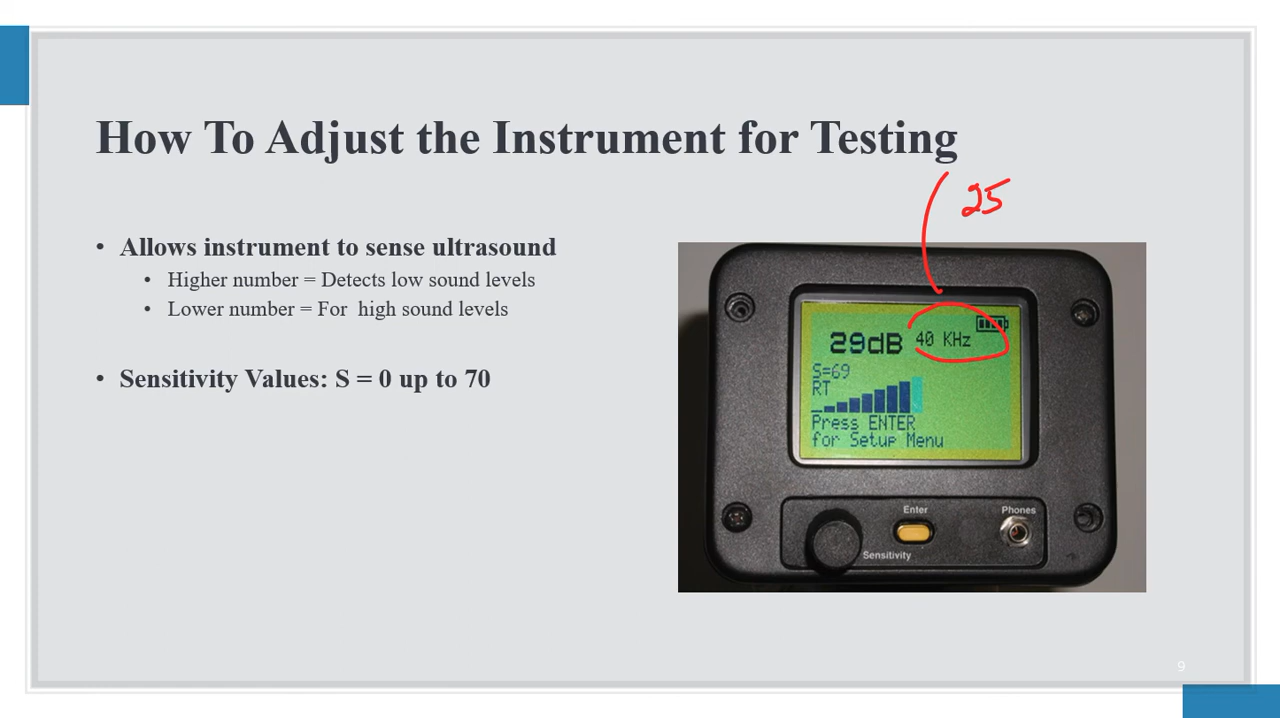 How To Adjust the Instrument for Testing
25
• Allows instrument to sense ultrasound
• Higher number = Detects low sound levels
• Lower number = For high sound levels
• Sensitivity Values: S = 0 up to 70
29dB 40 KHz
S=69
RT
Press ENTER
for Setup Menu
Enter
Phones
Sensitivity
9